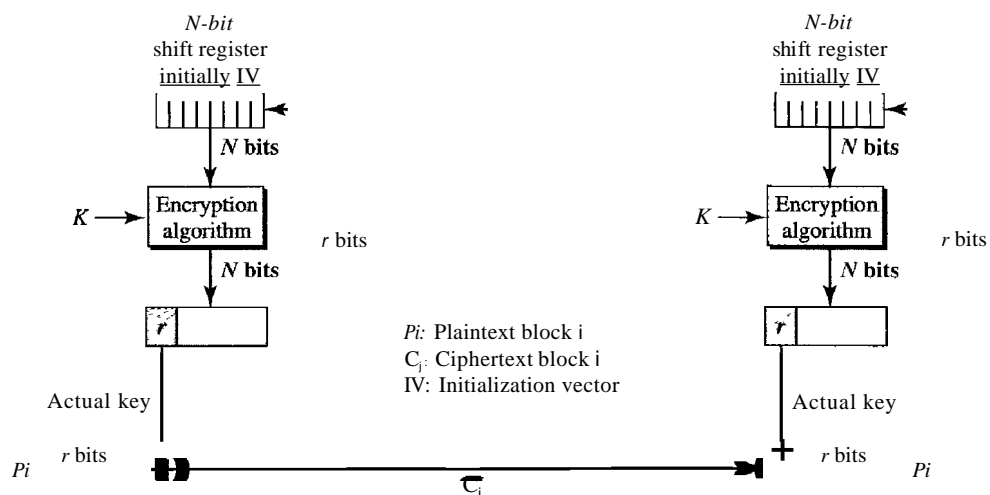 N-bit
shift register
initially IV
N bits
K
Encryption
algorithm
r bits
N bits
r
Actual key
r bits
Pi
N-bit
shift register
initially IV
N bits
K
Encryption
algorithm
r bits
N bits
r
Actual key
r bits
Pi
Pi: Plaintext block i
Cj: Ciphertext block i
IV: Initialization vector
Ci